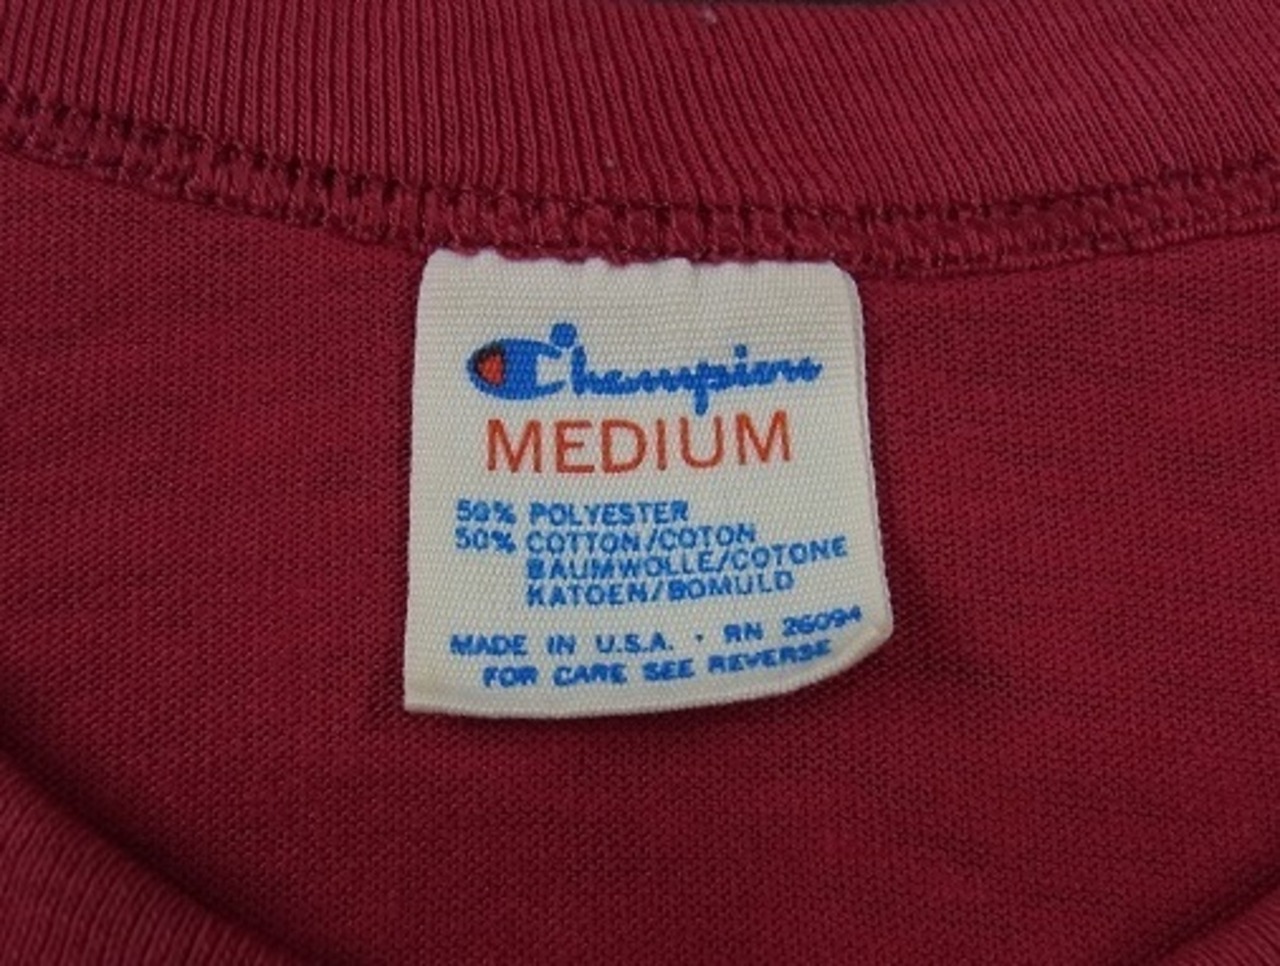 Champion
MEDIUM
50% POLYESTER
50% COTTON/COTON
BAUMWOLLE/COTONE
KATOEN/BOMULD
MADE IN U.S.A. · RN 26094
FOR CARE SEE REVERSE